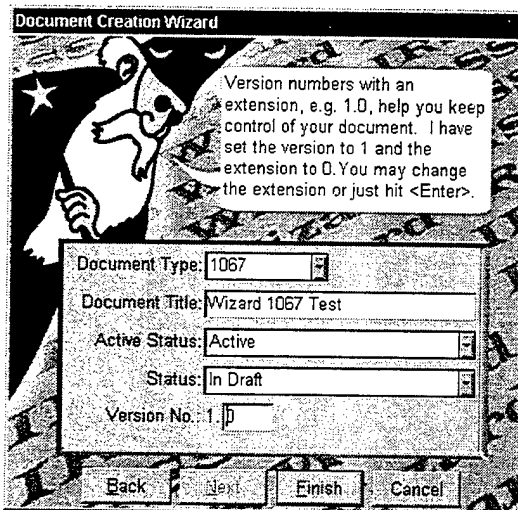 Document Creation Wizard
Version numbers with an
extension, e.g. 1.0, help you keep
control of your document. I have
set the version to 1 and the
extension to 0. You may change
the extension or just hit <Enter>.
Document Type: 1067
Document Title: Wizard 1067 Test
Active Status: Active
Status: In Draft
Version No.: 1. 0
Back Next Finish Cancel